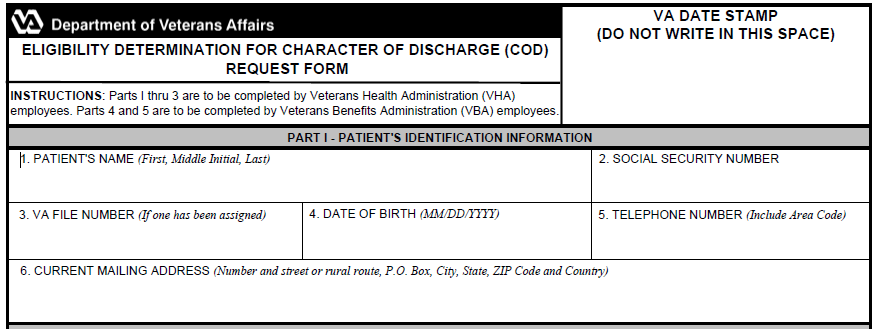 VA Department of Veterans Affairs
ELIGIBILITY DETERMINATION FOR CHARACTER OF DISCHARGE (COD)
REQUEST FORM
VA DATE STAMP
(DO NOT WRITE IN THIS SPACE)
INSTRUCTIONS: Parts I thru 3 are to be completed by Veterans Health Administration (VHA)
employees. Parts 4 and 5 are to be completed by Veterans Benefits Administration (VBA) employees.
PART I - PATIENT'S IDENTIFICATION INFORMATION
1. PATIENT'S NAME (First, Middle Initial, Last)
2. SOCIAL SECURITY NUMBER
3. VA FILE NUMBER (If one has been assigned)
4. DATE OF BIRTH (MM/DD/YYYY)
5. TELEPHONE NUMBER (Include Area Code)
6. CURRENT MAILING ADDRESS (Number and street or rural route, P.O. Box, City, State, ZIP Code and Country)